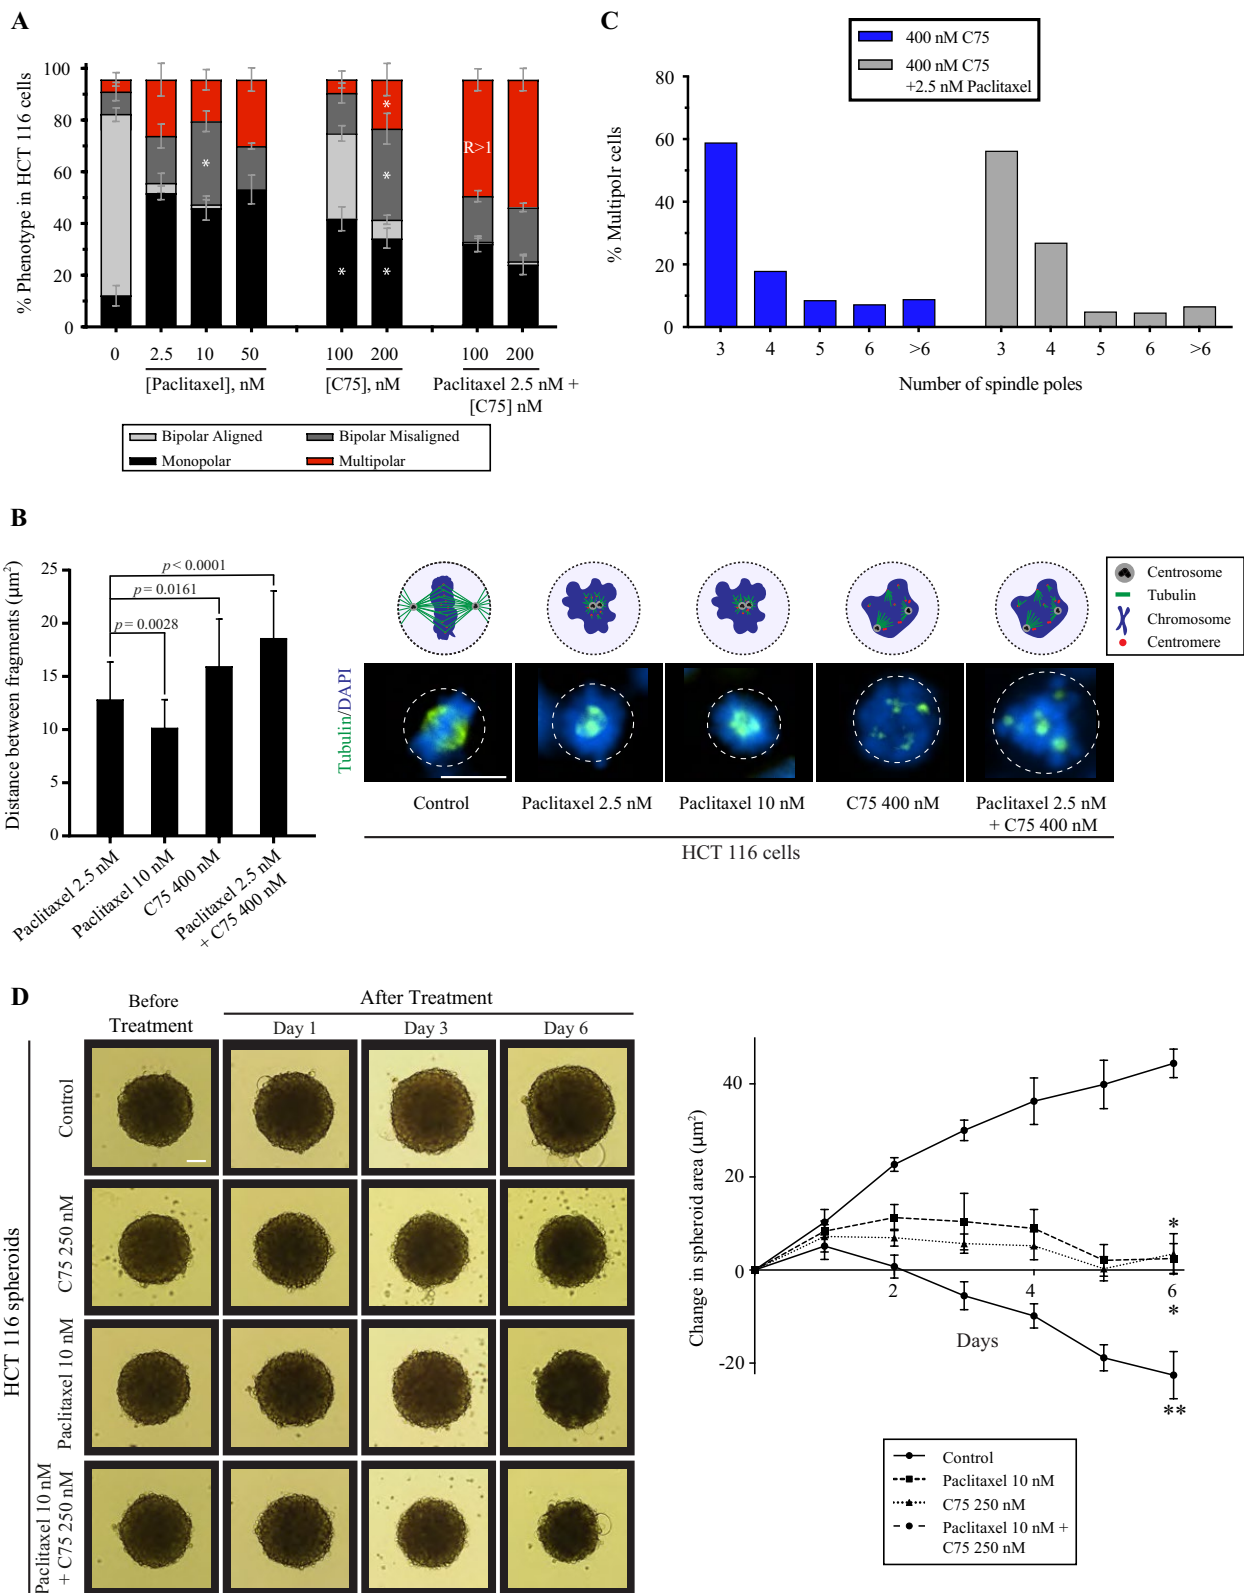 A
% Phenotype in HCT 116 cells
100
80
60
40
20
0
R>1
*
*
*
*
*
0
2.5
10
50
100
200
100
200
[Paclitaxel], nM
[C75], nM
Paclitaxel 2.5 nM +
[C75] nM
Bipolar Aligned
Bipolar Misaligned
Monopolar
Multipolar
C
400 nM C75
400 nM C75
+2.5 nM Paclitaxel
% Multipolr cells
80
60
40
20
0
3
4
5
6
>6
3
4
5
6
>6
Number of spindle poles
B
Distance between fragments (µm²)
25
20
15
10
5
0
p < 0.0001
p = 0.0161
p = 0.0028
Paclitaxel 2.5 nM
Paclitaxel 10 nM
C75 400 nM
Paclitaxel 2.5 nM
+ C75 400 nM
Tubulin/DAPI
Centrosome
Tubulin
Chromosome
Centromere
Control
Paclitaxel 2.5 nM
Paclitaxel 10 nM
C75 400 nM
Paclitaxel 2.5 nM
+ C75 400 nM
HCT 116 cells
D
Before
Treatment
After Treatment
Day 1
Day 3
Day 6
HCT 116 spheroids
Control
C75 250 nM
Paclitaxel 10 nM
Paclitaxel 10 nM
+ C75 250 nM
Change in spheroid area (µm²)
40
20
0
-20
2
4
6
Days
*
*
**
Control
Paclitaxel 10 nM
C75 250 nM
Paclitaxel 10 nM +
C75 250 nM